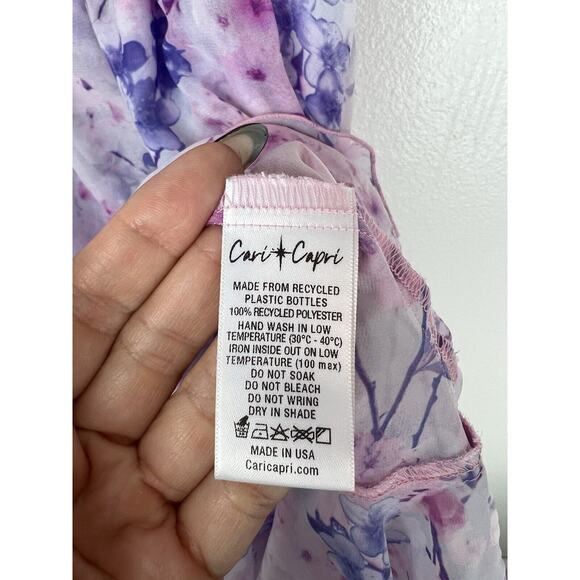 Cari Capri
MADE FROM RECYCLED
PLASTIC BOTTLES
100% RECYCLED POLYESTER
HAND WASH IN LOW
TEMPERATURE (30°C - 40°C)
IRON INSIDE OUT ON LOW
TEMPERATURE (100 max)
DO NOT SOAK
DO NOT BLEACH
DO NOT WRING
DRY IN SHADE
MADE IN USA
Caricapri.com